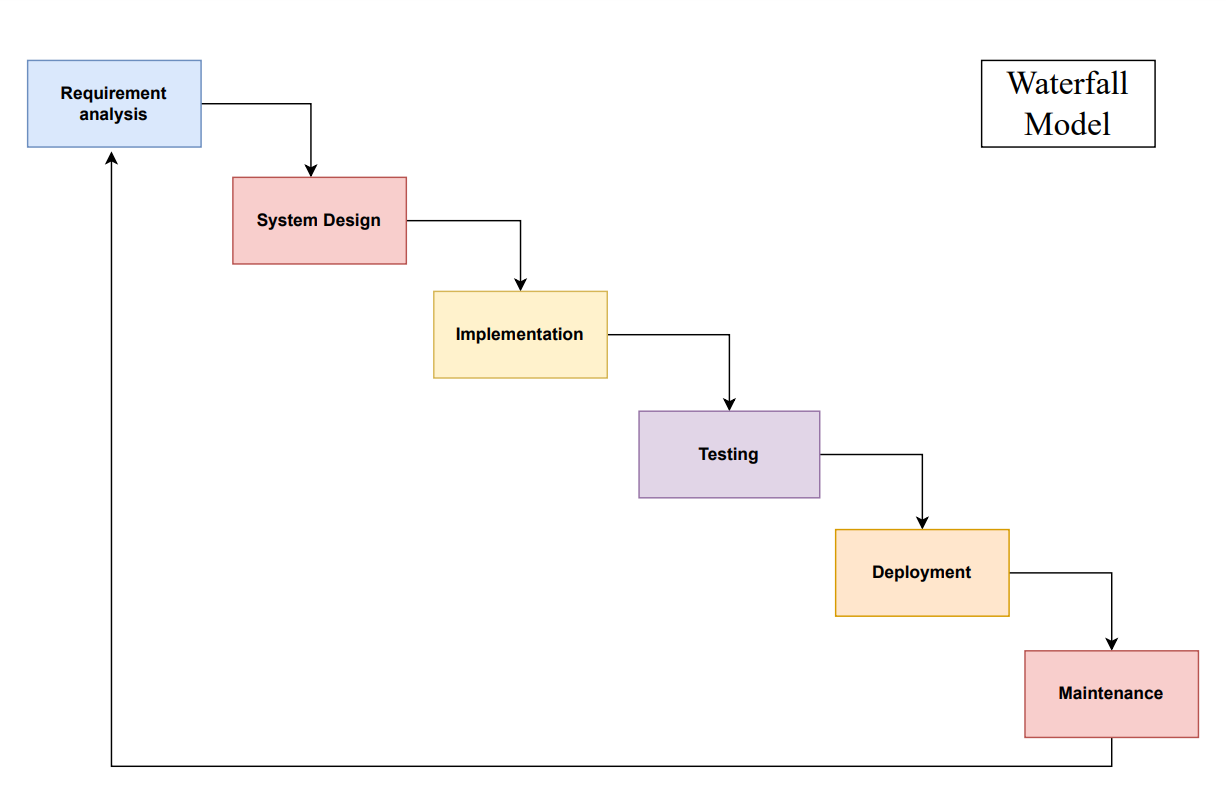 Requirement
analysis
Waterfall
Model
System Design
Implementation
Testing
Deployment
Maintenance